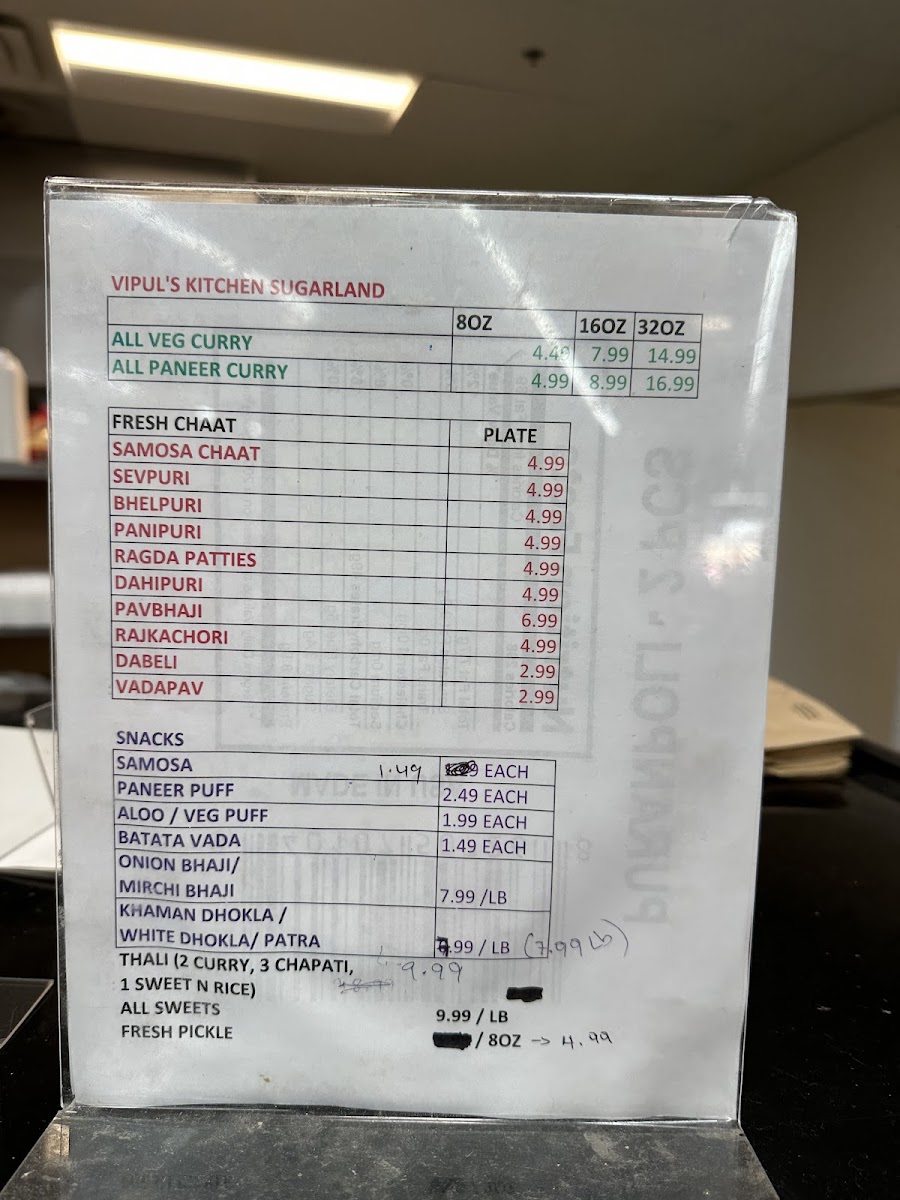 VIPUL'S KITCHEN SUGARLAND
8OZ 16OZ 32OZ
ALL VEG CURRY 4.49 7.99 14.99
ALL PANEER CURRY 4.99 8.99 16.99
FRESH CHAAT PLATE
SAMOSA CHAAT 4.99
SEVPURI 4.99
BHELPURI 4.99
PANIPURI 4.99
RAGDA PATTIES 4.99
DAHIPURI 4.99
PAVBHAJI 6.99
RAJKACHORI 4.99
DABELI 2.99
VADAPAV 2.99
SNACKS
SAMOSA 1.49 EACH
PANEER PUFF 2.49 EACH
ALOO / VEG PUFF 1.99 EACH
BATATA VADA 1.49 EACH
ONION BHAJI/
MIRCHI BHAJI 7.99 /LB
KHAMAN DHOKLA /
WHITE DHOKLA/ PATRA 7.99 / LB (7.99 Lb)
THALI (2 CURRY, 3 CHAPATI, 9.99
1 SWEET N RICE)
ALL SWEETS 9.99 / LB
FRESH PICKLE / 8OZ -> 4.99
PURANPOLI - 2 PCS
MADE IN